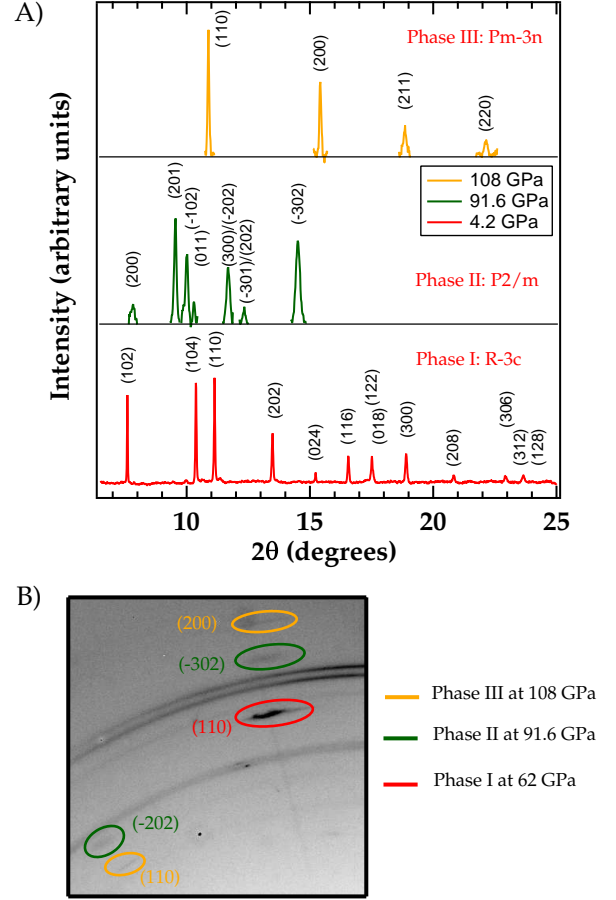 A)
Intensity (arbitrary units)
Phase III: Pm-3n
(110)
(200)
(211)
(220)
108 GPa
91.6 GPa
4.2 GPa
Phase II: P2/m
(200)
(201)
(-102)
(011)
(300)/(-202)
(-301)/(202)
(-302)
Phase I: R-3c
(102)
(104)
(110)
(202)
(024)
(116)
(122)
(018)
(300)
(208)
(306)
(312)
(128)
10 15 20 25
2θ (degrees)
B)
(200)
(-302)
(110)
(-202)
(110)
Phase III at 108 GPa
Phase II at 91.6 GPa
Phase I at 62 GPa